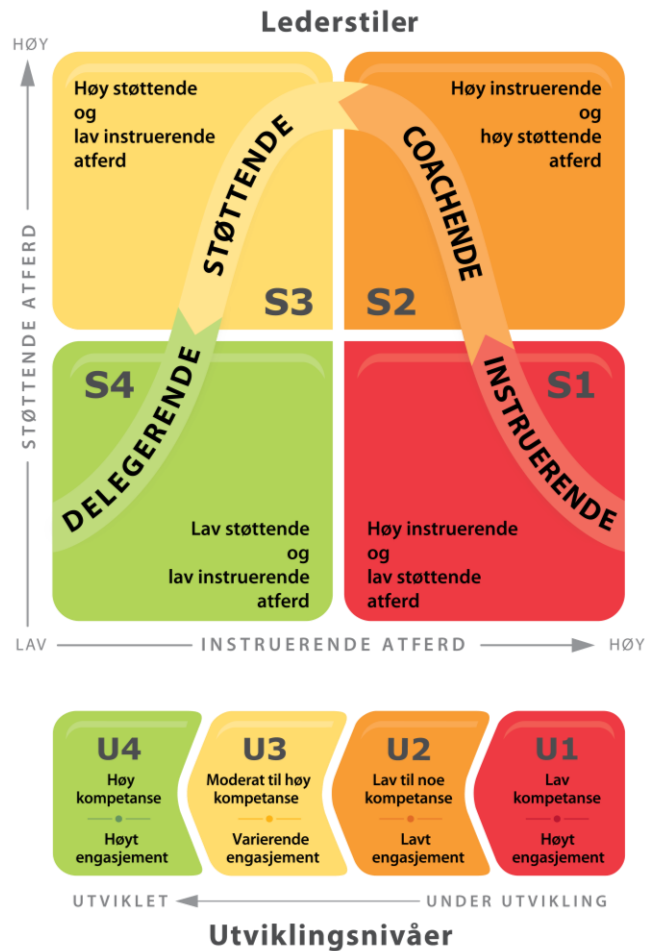 Lederstiler
HØY
STØTTENDE ATFERD
Høy støttende
og
lav instruerende
atferd
STØTTENDE
S3
Høy instruerende
og
høy støttende
atferd
COACHENDE
S2
S4
DELEGERENDE
Lav støttende
og
lav instruerende
atferd
S1
INSTRUERENDE
Høy instruerende
og
lav støttende
atferd
LAV
INSTRUERENDE ATFERD
HØY
U4
Høy
kompetanse
Høyt
engasjement
U3
Moderat til høy
kompetanse
Varierende
engasjement
U2
Lav til noe
kompetanse
Lavt
engasjement
U1
Lav
kompetanse
Høyt
engasjement
UTVIKLET
UNDER UTVIKLING
Utviklingsnivåer